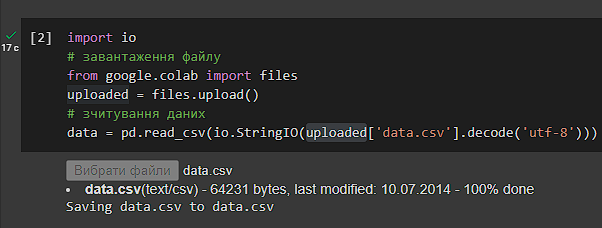 [2] import io
17 с
# завантаження файлу
from google.colab import files
uploaded = files.upload()
# зчитування даних
data = pd.read_csv(io.StringIO(uploaded['data.csv'].decode('utf-8')))
Вибрати файли data.csv
• data.csv(text/csv) - 64231 bytes, last modified: 10.07.2014 - 100% done
Saving data.csv to data.csv